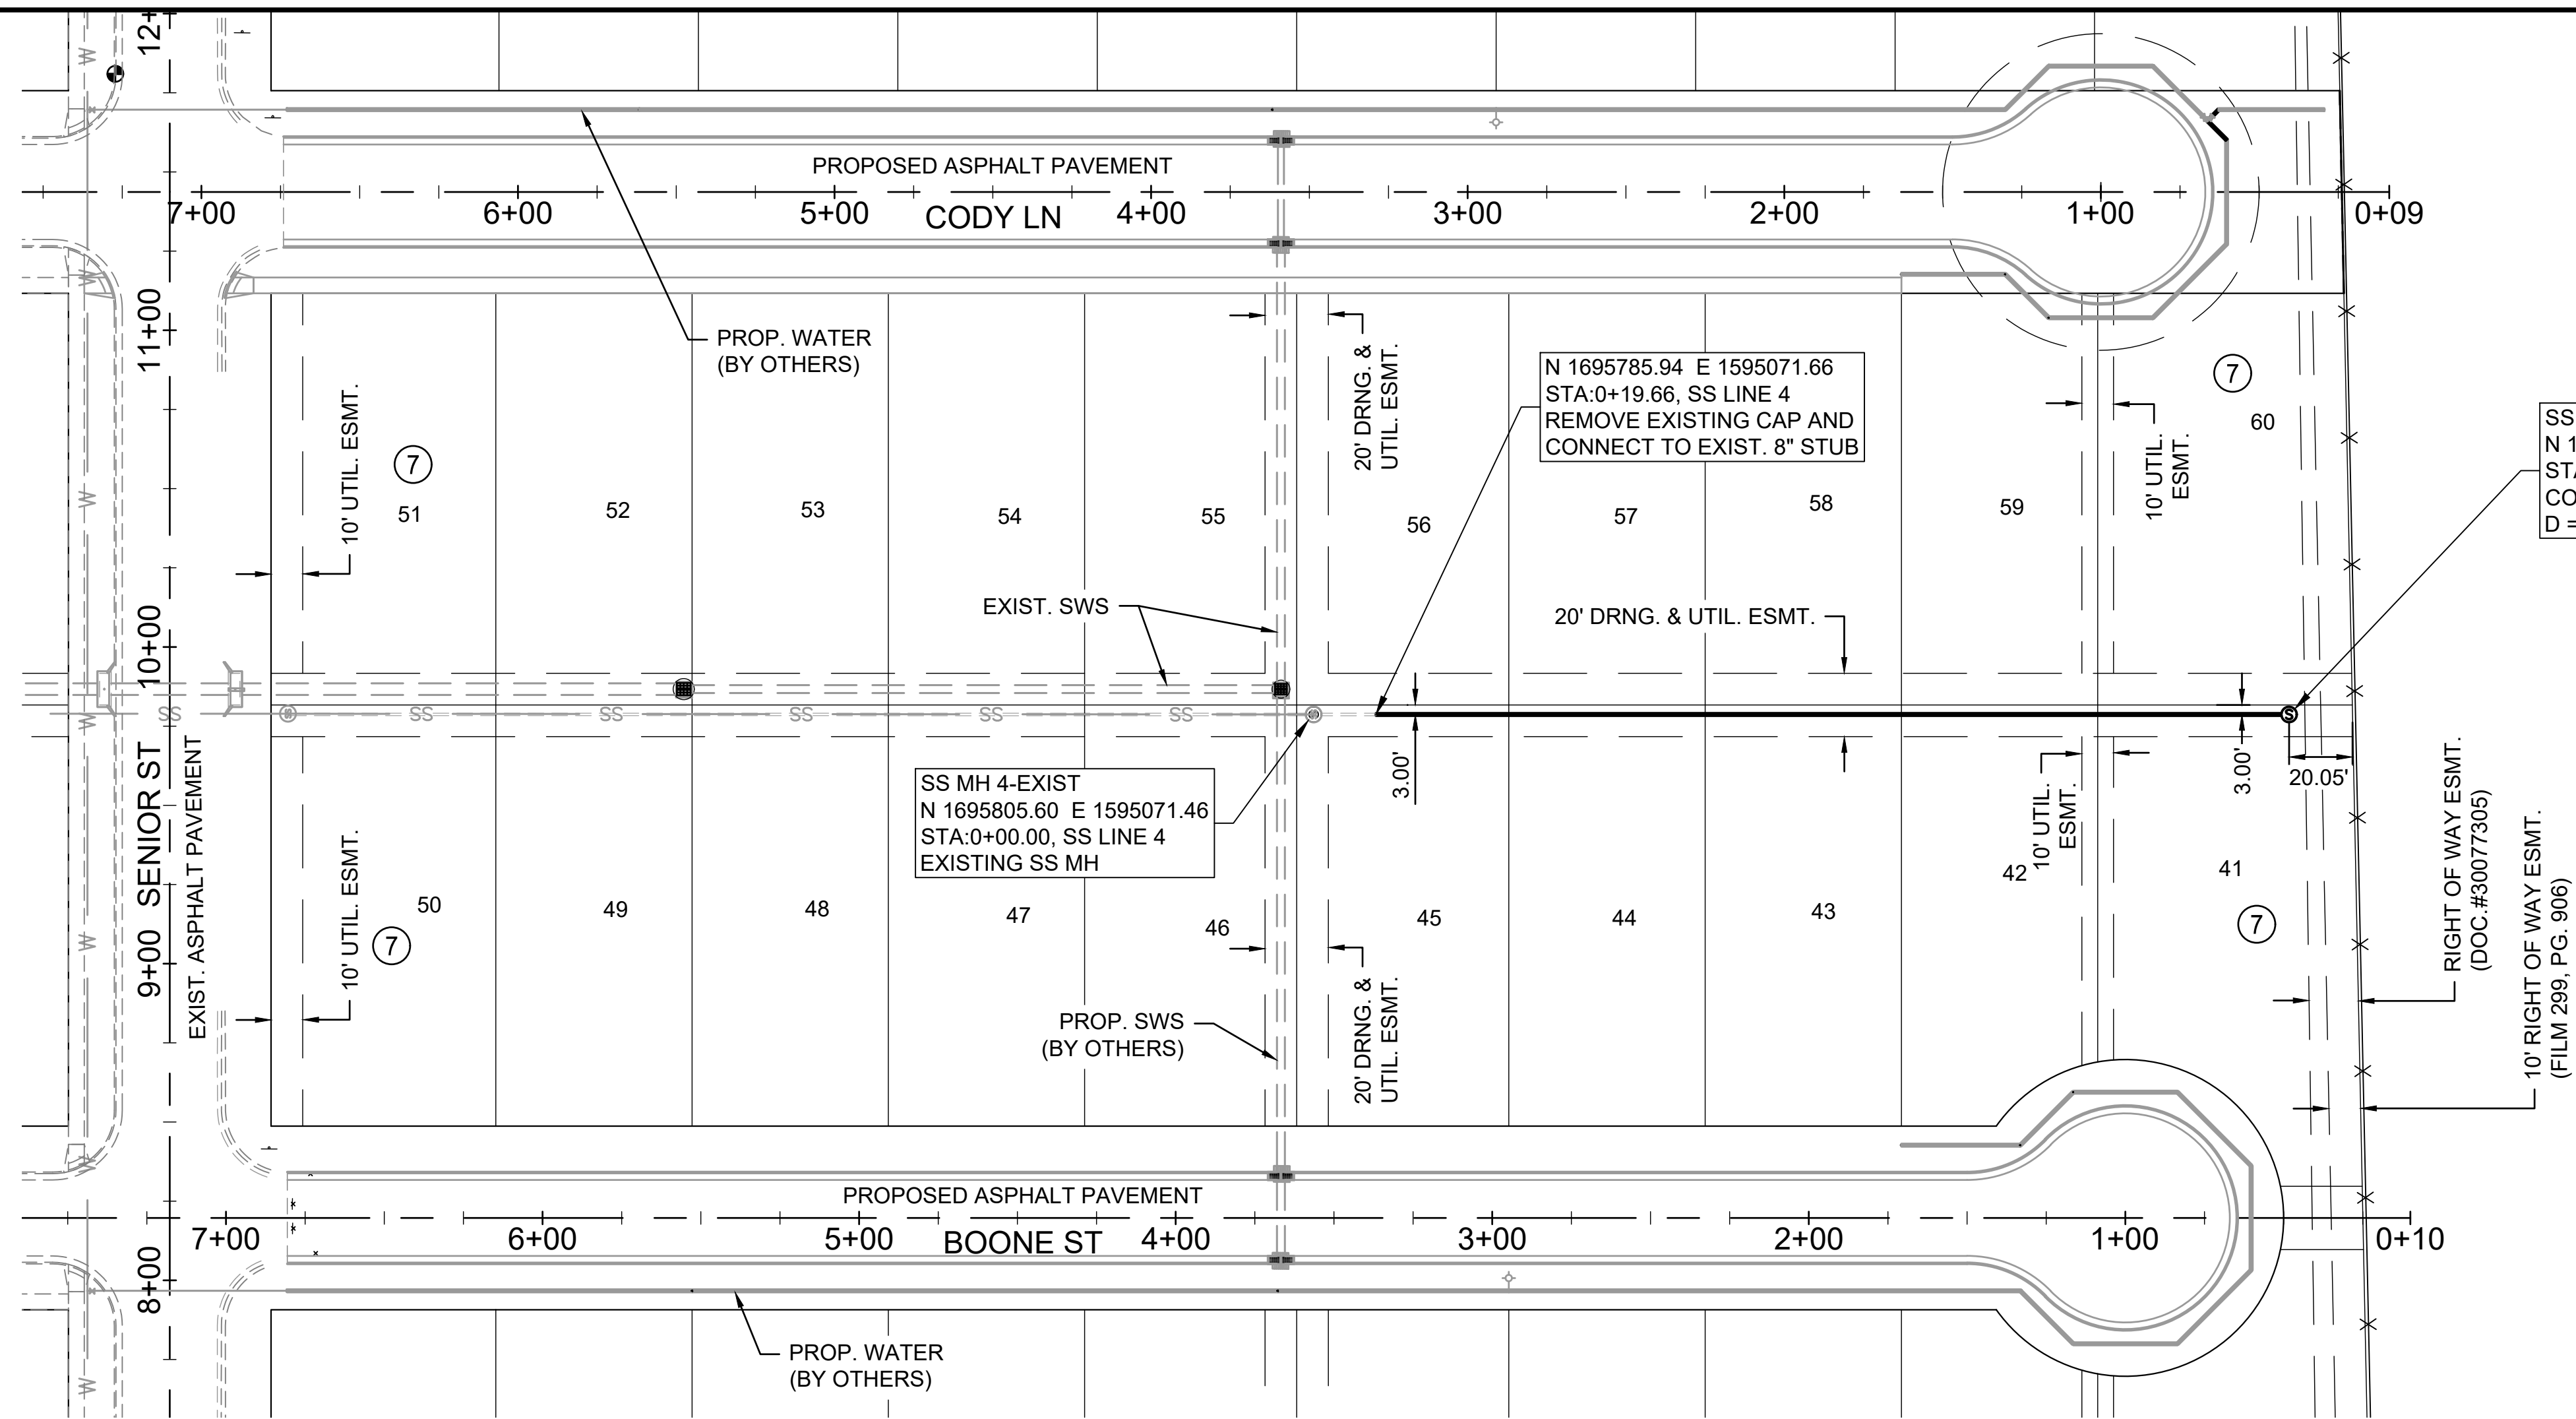 12+
PROPOSED ASPHALT PAVEMENT
7+00
6+00
5+00
CODY LN
4+00
3+00
2+00
1+00
0+09
11+00
PROP. WATER
(BY OTHERS)
10' UTIL. ESMT.
7
51
52
53
54
55
20' DRNG. &
UTIL. ESMT.
N 1695785.94 E 1595071.66
STA:0+19.66, SS LINE 4
REMOVE EXISTING CAP AND
CONNECT TO EXIST. 8" STUB
56
57
58
59
10' UTIL.
ESMT.
7
60
SS
N 1
STA
CO
D =
EXIST. SWS
20' DRNG. & UTIL. ESMT.
10+00
W
W
W
W
W
W
W
W
SS
SS
SS
SS
SS
SS
S
S
S
3.00'
3.00'
20.05'
SS MH 4-EXIST
N 1695805.60 E 1595071.46
STA:0+00.00, SS LINE 4
EXISTING SS MH
9+00
SENIOR ST
EXIST. ASPHALT PAVEMENT
10' UTIL. ESMT.
7
50
49
48
47
46
45
44
43
42
10' UTIL.
ESMT.
41
7
RIGHT OF WAY ESMT.
(DOC.#30077305)
10' RIGHT OF WAY ESMT.
(FILM 299, PG. 906)
PROP. SWS
(BY OTHERS)
20' DRNG. &
UTIL. ESMT.
PROPOSED ASPHALT PAVEMENT
7+00
6+00
5+00
BOONE ST
4+00
3+00
2+00
1+00
0+10
8+00
PROP. WATER
(BY OTHERS)